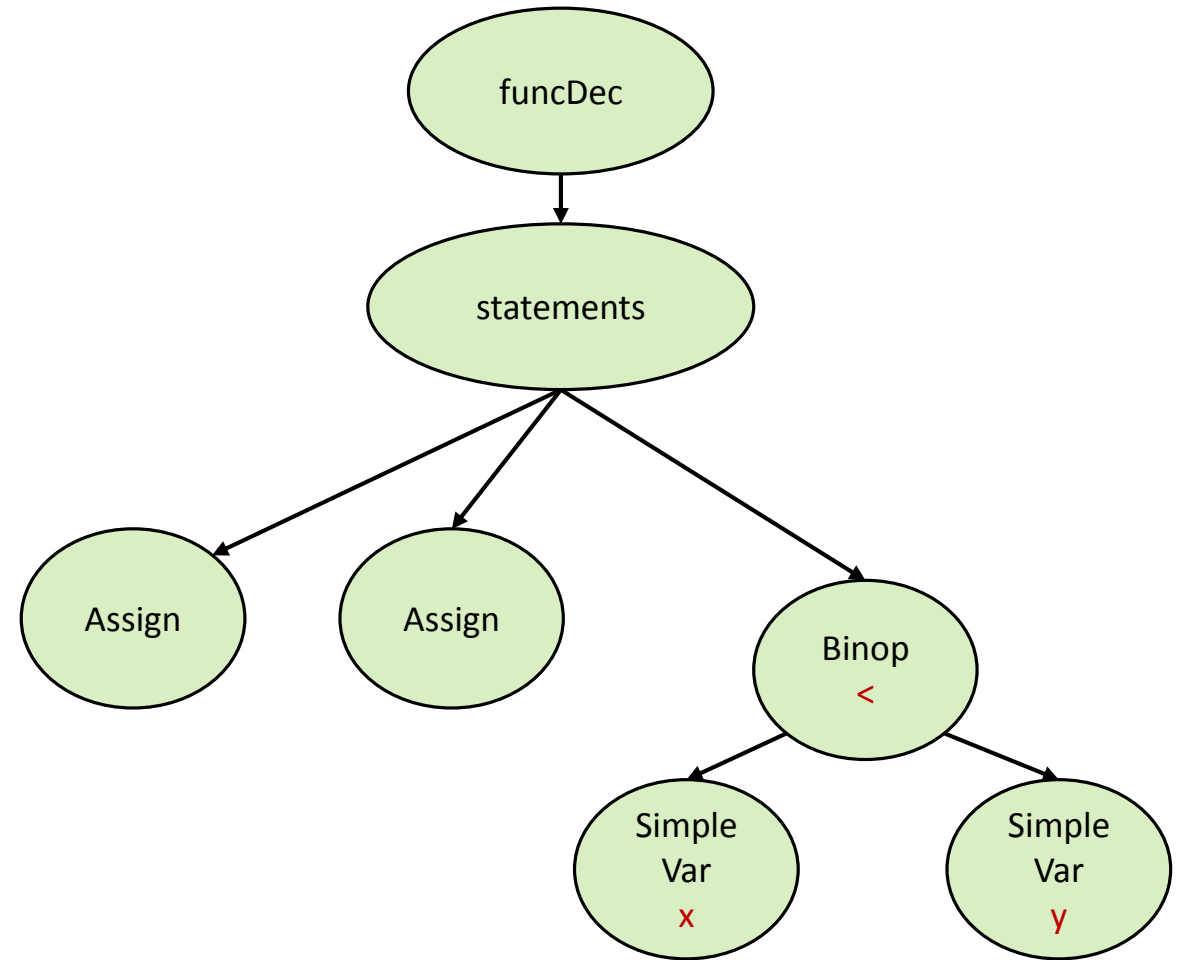 funcDec
statements
Assign
Assign
Binop
<
Simple
Var
x
Simple
Var
y